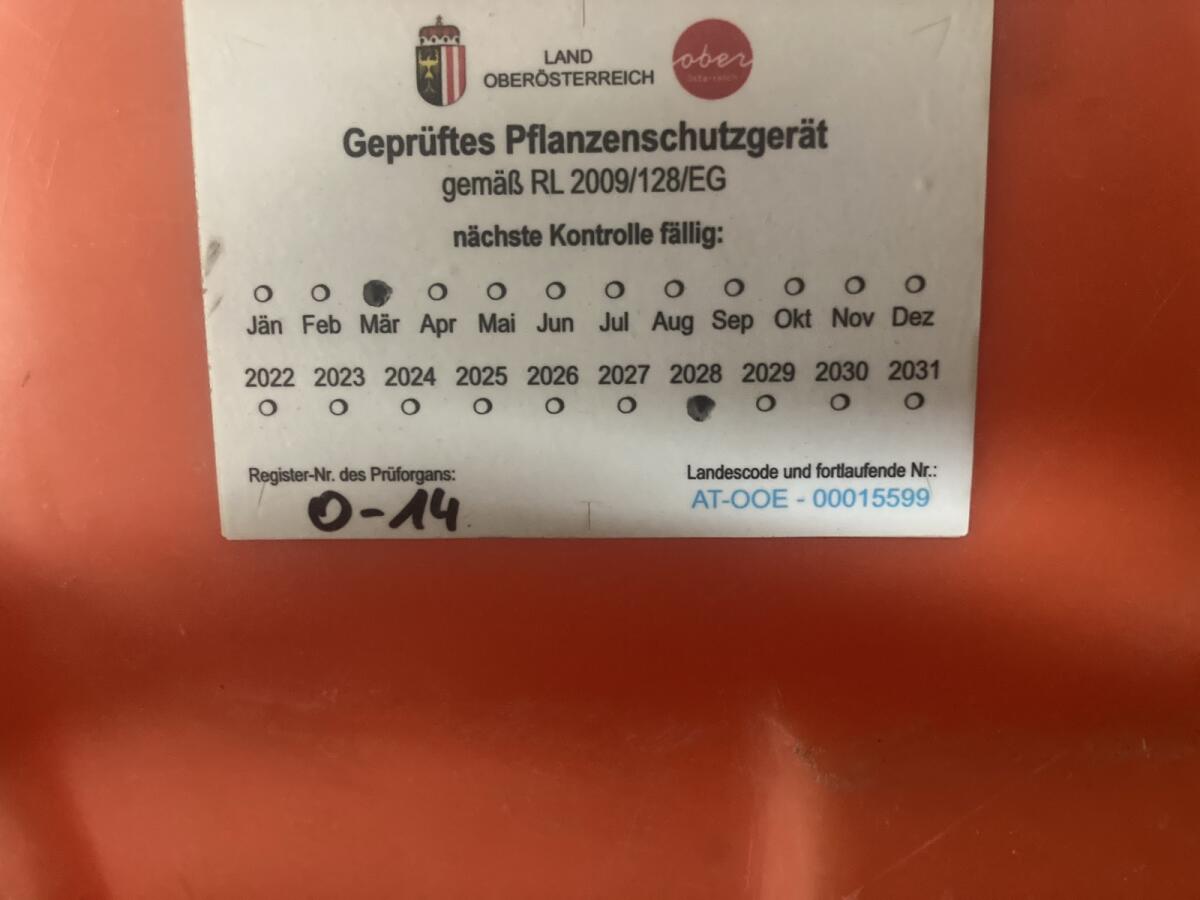 LAND
OBERÖSTERREICH
ober
österreich
Geprüftes Pflanzenschutzgerät
gemäß RL 2009/128/EG
nächste Kontrolle fällig:
Jän Feb Mär Apr Mai Jun Jul Aug Sep Okt Nov Dez
2022 2023 2024 2025 2026 2027 2028 2029 2030 2031
Register-Nr. des Prüforgans:
O-14
Landescode und fortlaufende Nr.:
AT-OOE - 00015599